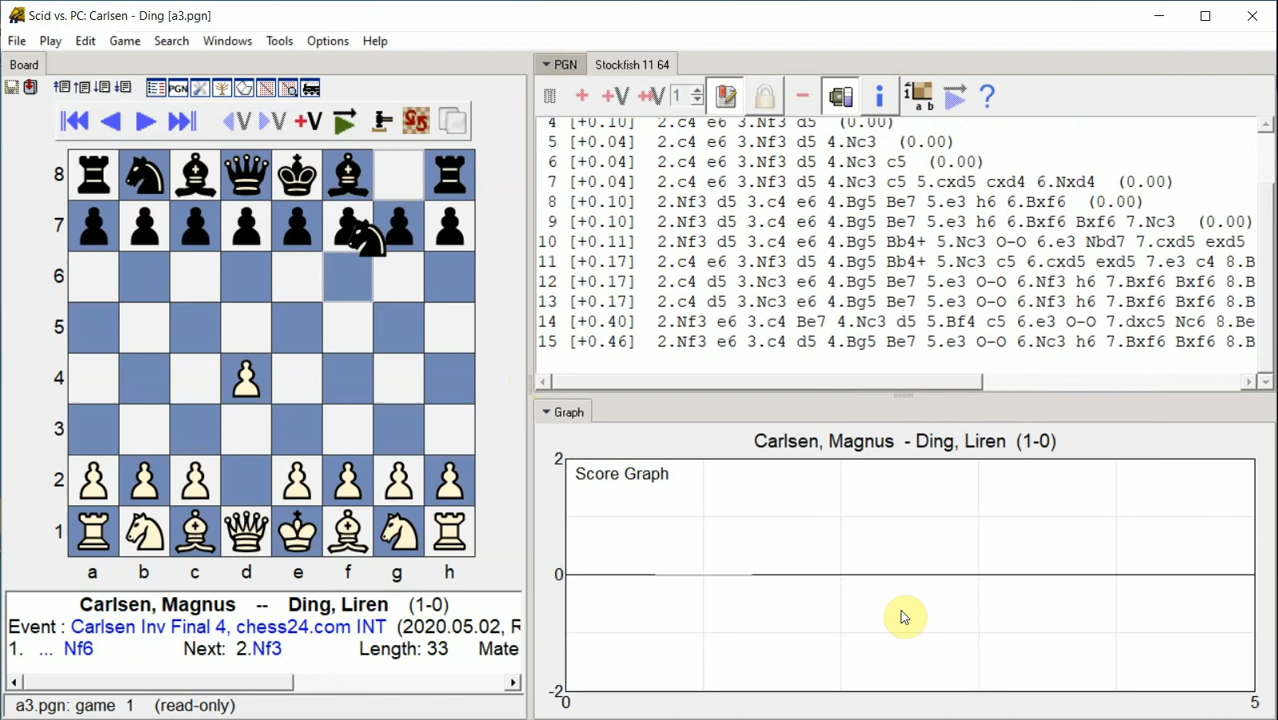 Scid vs. PC: Carlsen - Ding [a3.pgn]
File Play Edit Game Search Windows Tools Options Help
Board
PGN Stockfish 11 64
PGN
+V
+ +V +V 1 − i a b ?
4 [+0.10] 2.c4 e6 3.Nf3 d5 (0.00)
5 [+0.04] 2.c4 e6 3.Nf3 d5 4.Nc3 (0.00)
6 [+0.04] 2.c4 e6 3.Nf3 d5 4.Nc3 c5 (0.00)
7 [+0.04] 2.c4 e6 3.Nf3 d5 4.Nc3 c5 5.cxd5 cxd4 6.Nxd4 (0.00)
8 [+0.10] 2.Nf3 d5 3.c4 e6 4.Bg5 Be7 5.e3 h6 6.Bxf6 (0.00)
9 [+0.10] 2.Nf3 d5 3.c4 e6 4.Bg5 Be7 5.e3 h6 6.Bxf6 Bxf6 7.Nc3 (0.00)
10 [+0.11] 2.Nf3 d5 3.c4 e6 4.Bg5 Bb4+ 5.Nc3 O-O 6.e3 Nbd7 7.cxd5 exd5
11 [+0.17] 2.Nf3 d5 3.c4 e6 4.Bg5 Bb4+ 5.Nc3 c5 6.cxd5 exd5 7.e3 c4 8.B
12 [+0.17] 2.c4 d5 3.Nc3 e6 4.Bg5 Be7 5.e3 O-O 6.Nf3 h6 7.Bxf6 Bxf6 8.B
13 [+0.17] 2.c4 d5 3.Nc3 e6 4.Bg5 Be7 5.e3 O-O 6.Nf3 h6 7.Bxf6 Bxf6 8.B
14 [+0.40] 2.Nf3 e6 3.c4 Be7 4.Nc3 d5 5.Bf4 c5 6.e3 O-O 7.dxc5 Nc6 8.Be
15 [+0.46] 2.Nf3 e6 3.c4 d5 4.Bg5 Be7 5.e3 O-O 6.Nc3 h6 7.Bxf6 Bxf6 8.B
8
7
6
5
4
3
2
1
a b c d e f g h
Graph
Carlsen, Magnus - Ding, Liren (1-0)
Score Graph
2
0
-2
0 5
Carlsen, Magnus -- Ding, Liren (1-0)
Event : Carlsen Inv Final 4, chess24.com INT (2020.05.02, R
1. ... Nf6 Next: 2.Nf3 Length: 33 Mate
a3.pgn: game 1 (read-only)